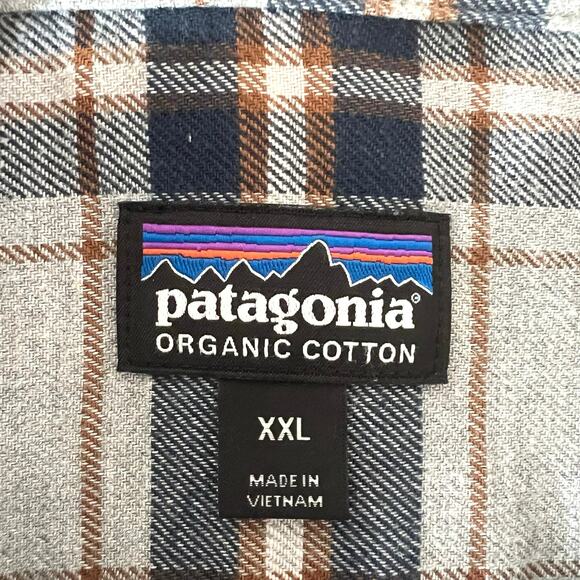 patagonia®
ORGANIC COTTON
XXL
MADE IN
VIETNAM